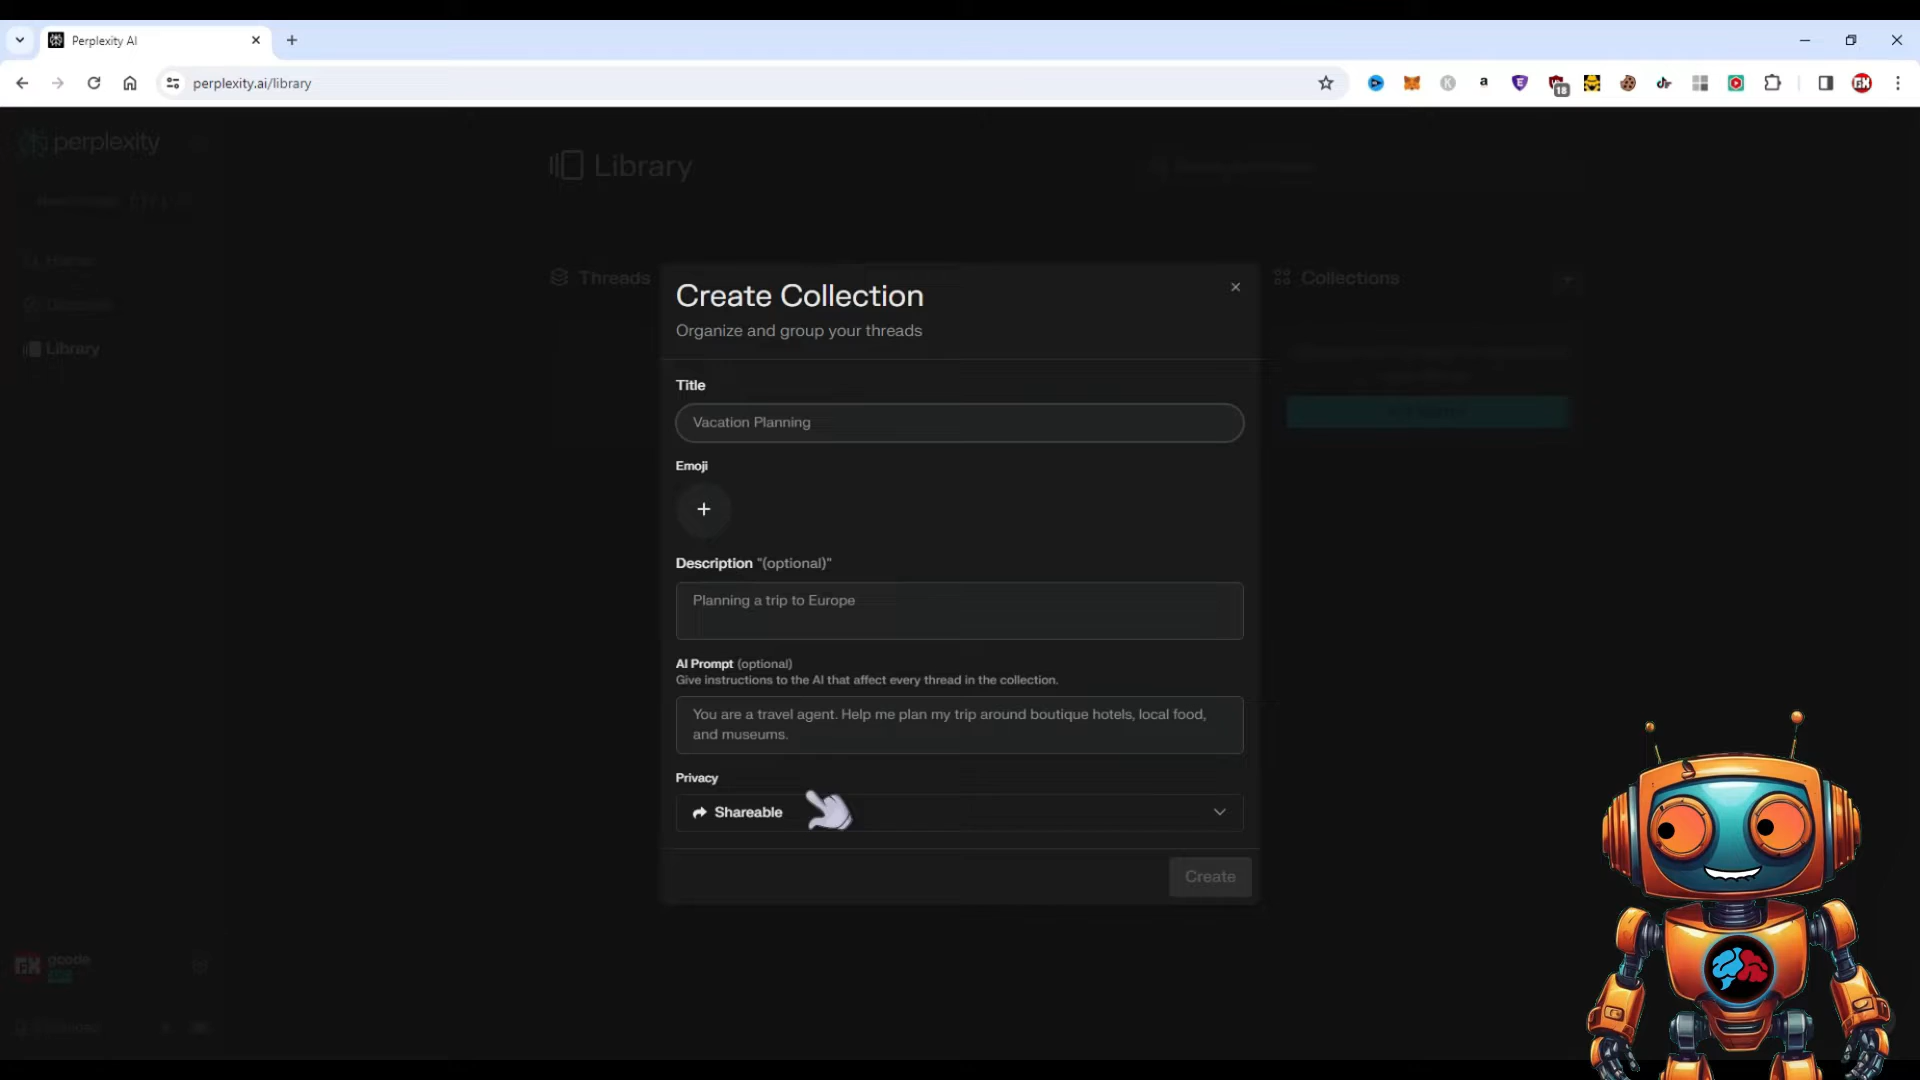 Perplexity AI
perplexity.ai/library
18
perplexity
Library
Home
Discover
Library
Threads
Collections
Create Collection
Organize and group your threads
Title
Vacation Planning
Emoji
Description "(optional)"
Planning a trip to Europe
AI Prompt (optional)
Give instructions to the AI that affect every thread in the collection.
You are a travel agent. Help me plan my trip around boutique hotels, local food,
and museums.
Privacy
Shareable
Create